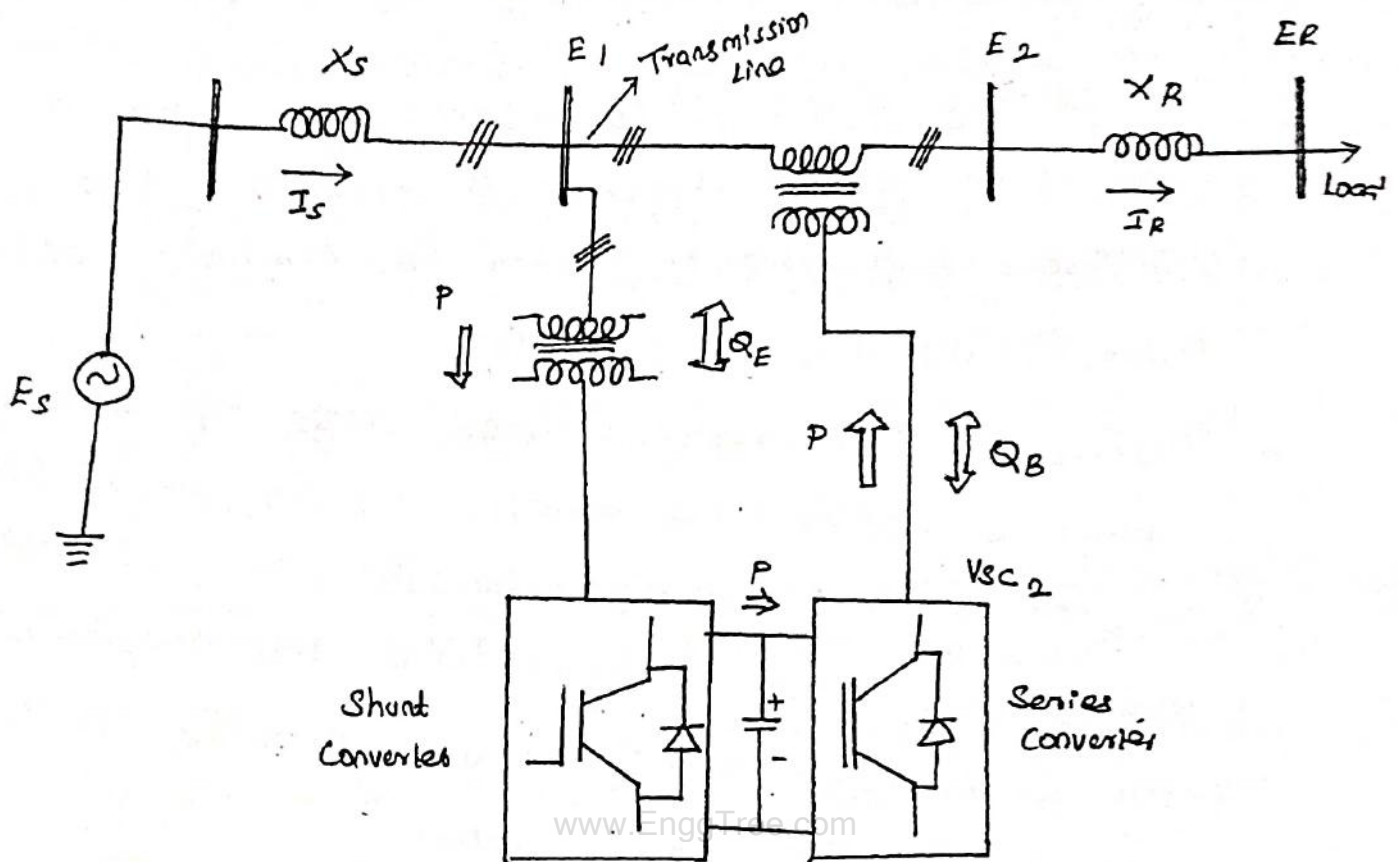 E1
Transmission
Line
E2
ER
XS
XR
IS
IR
Load
P
QE
ES
P
QB
P
VSC2
Shunt
Converter
+
-
Series
Converter
www.EnggTree.com